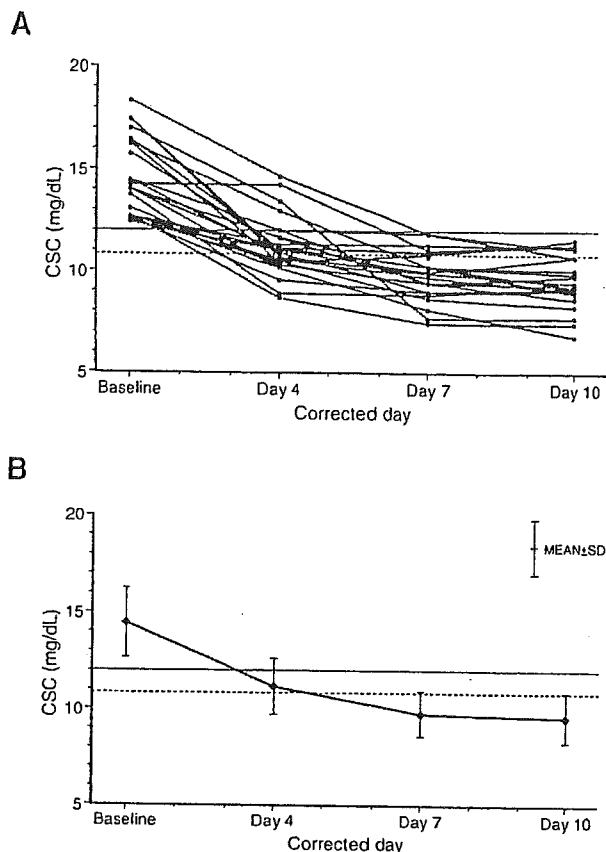 A
20
15
10
5
CSC (mg/dL)
Baseline
Day 4
Day 7
Day 10
Corrected day
B
20
15
10
5
CSC (mg/dL)
MEAN±SD
Baseline
Day 4
Day 7
Day 10
Corrected day